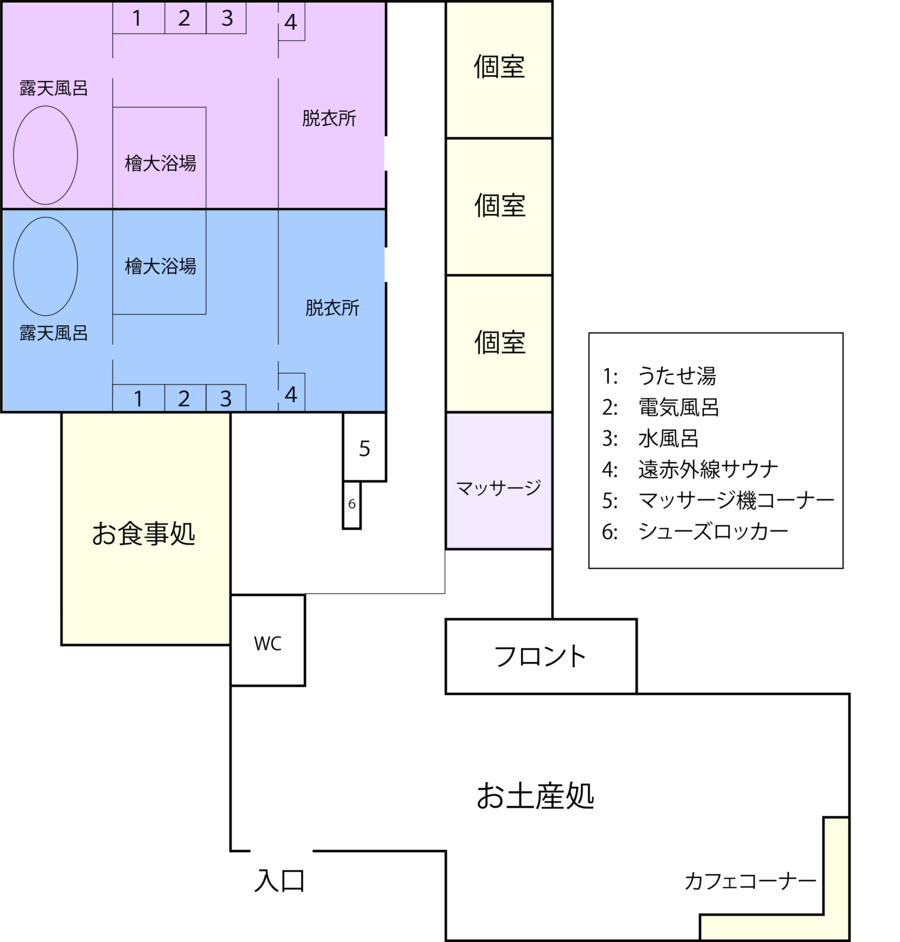 1 2 3 4
露天風呂
脱衣所
檜大浴場
檜大浴場
露天風呂
脱衣所
1 2 3 4
個室
個室
個室
マッサージ
5
6
お食事処
WC
フロント
お土産処
入口
カフェコーナー
1: うたせ湯
2: 電気風呂
3: 水風呂
4: 遠赤外線サウナ
5: マッサージ機コーナー
6: シューズロッカー